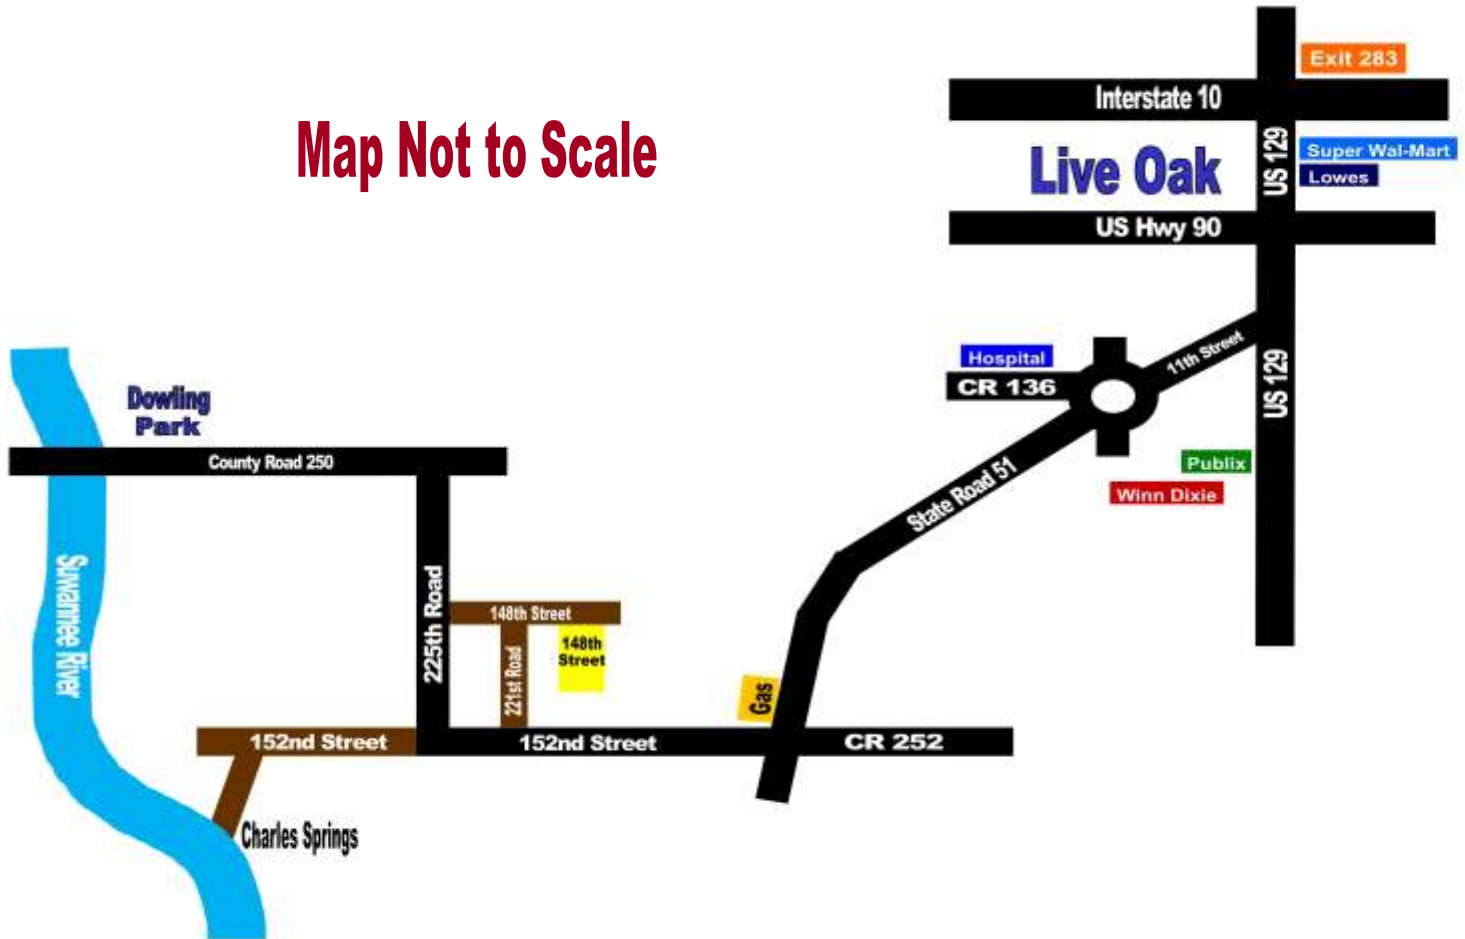 Exit 283
Interstate 10
Map Not to Scale
US 129
Super Wal-Mart
Live Oak
Lowes
US Hwy 90
11th Street
Hospital
CR 136
US 129
Dowling
Park
County Road 250
Publix
State Road 51
Winn Dixie
Suwannee River
225th Road
148th Street
148th
Street
221st Road
Gas
152nd Street
152nd Street
CR 252
Charles Springs